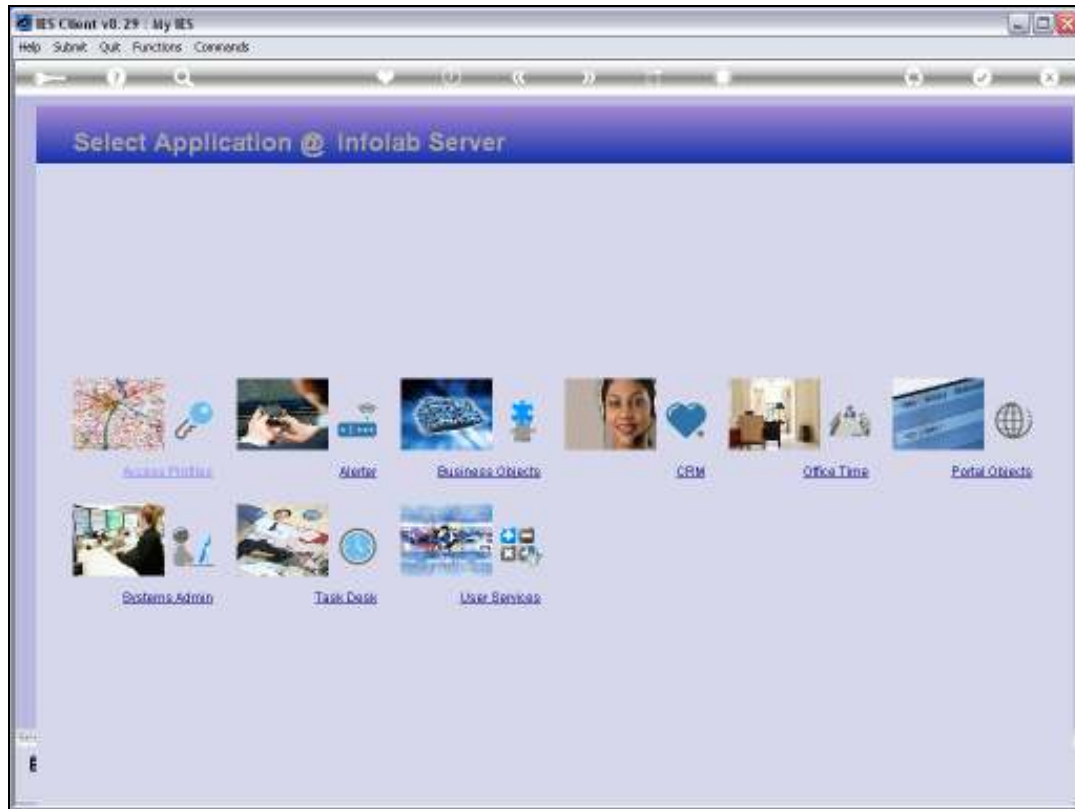 IES Client v8.29 : My IES
Help Submit Quit Functions Commands
Select Application @ Infolab Server
Access Profiles Alerter Business Objects CRM Office Time Portal Objects
Systems Admin Task Desk User Services